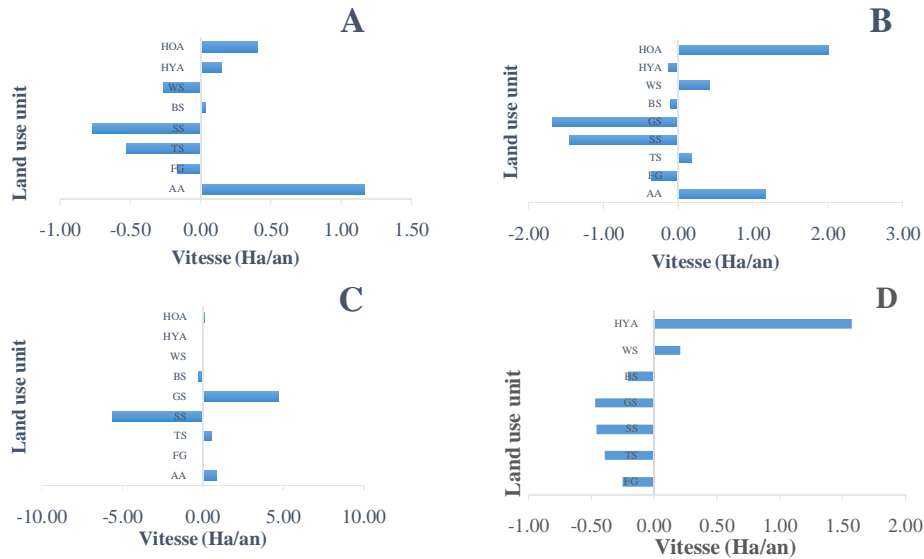 A
Land use unit
HOA
HYA
WS
BS
SS
TS
FG
AA
-1.00 -0.50 0.00 0.50 1.00 1.50
Vitesse (Ha/an)
B
Land use unit
HOA
HYA
WS
BS
GS
SS
TS
FG
AA
-2.00 -1.00 0.00 1.00 2.00 3.00
Vitesse (Ha/an)
C
Land use unit
HOA
HYA
WS
BS
GS
SS
TS
FG
AA
-10.00 -5.00 0.00 5.00 10.00
Vitesse (Ha/an)
D
Land use unit
HYA
WS
BS
GS
SS
TS
FG
-1.00 -0.50 0.00 0.50 1.00 1.50 2.00
Vitesse (Ha/an)